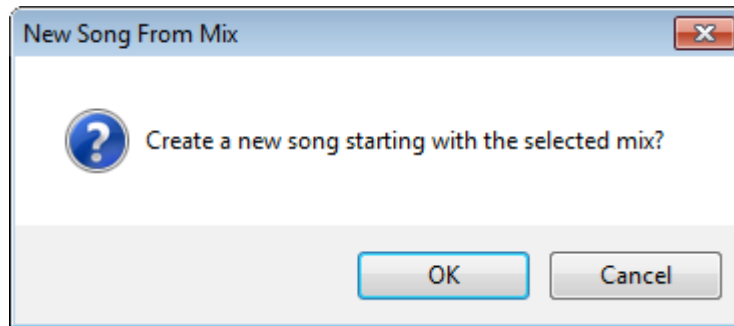 New Song From Mix
Create a new song starting with the selected mix?
OK
Cancel